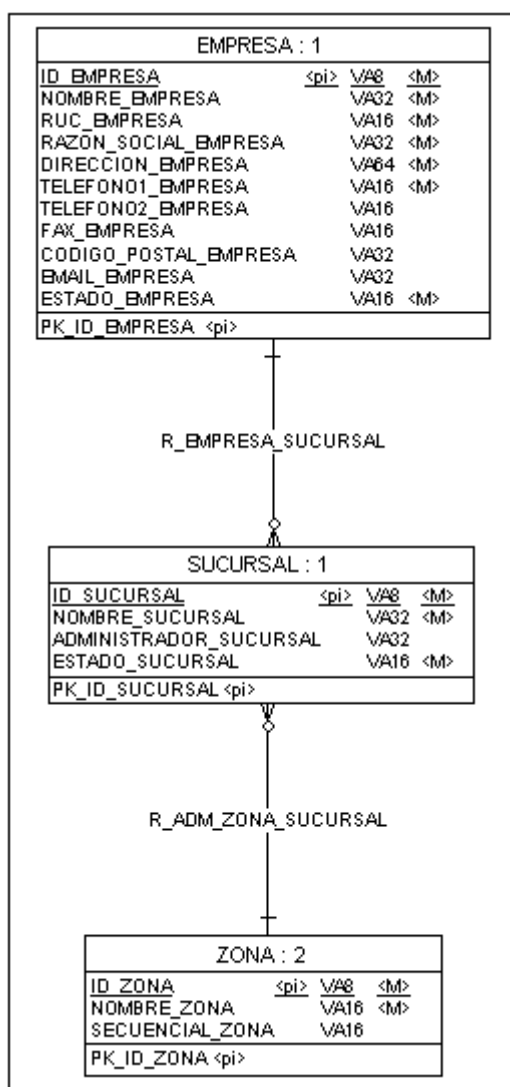 EMPRESA : 1
ID_EMPRESA <pi> VA8 <M>
NOMBRE_EMPRESA VA32 <M>
RUC_EMPRESA VA16 <M>
RAZON_SOCIAL_EMPRESA VA32 <M>
DIRECCION_EMPRESA VA64 <M>
TELEFONO1_EMPRESA VA16 <M>
TELEFONO2_EMPRESA VA16
FAX_EMPRESA VA16
CODIGO_POSTAL_EMPRESA VA32
EMAIL_EMPRESA VA32
ESTADO_EMPRESA VA16 <M>
PK_ID_EMPRESA <pi>
R_EMPRESA_SUCURSAL
SUCURSAL : 1
ID_SUCURSAL <pi> VA8 <M>
NOMBRE_SUCURSAL VA32 <M>
ADMINISTRADOR_SUCURSAL VA32
ESTADO_SUCURSAL VA16 <M>
PK_ID_SUCURSAL <pi>
R_ADM_ZONA_SUCURSAL
ZONA : 2
ID_ZONA <pi> VA8 <M>
NOMBRE_ZONA VA16 <M>
SECUENCIAL_ZONA VA16
PK_ID_ZONA <pi>